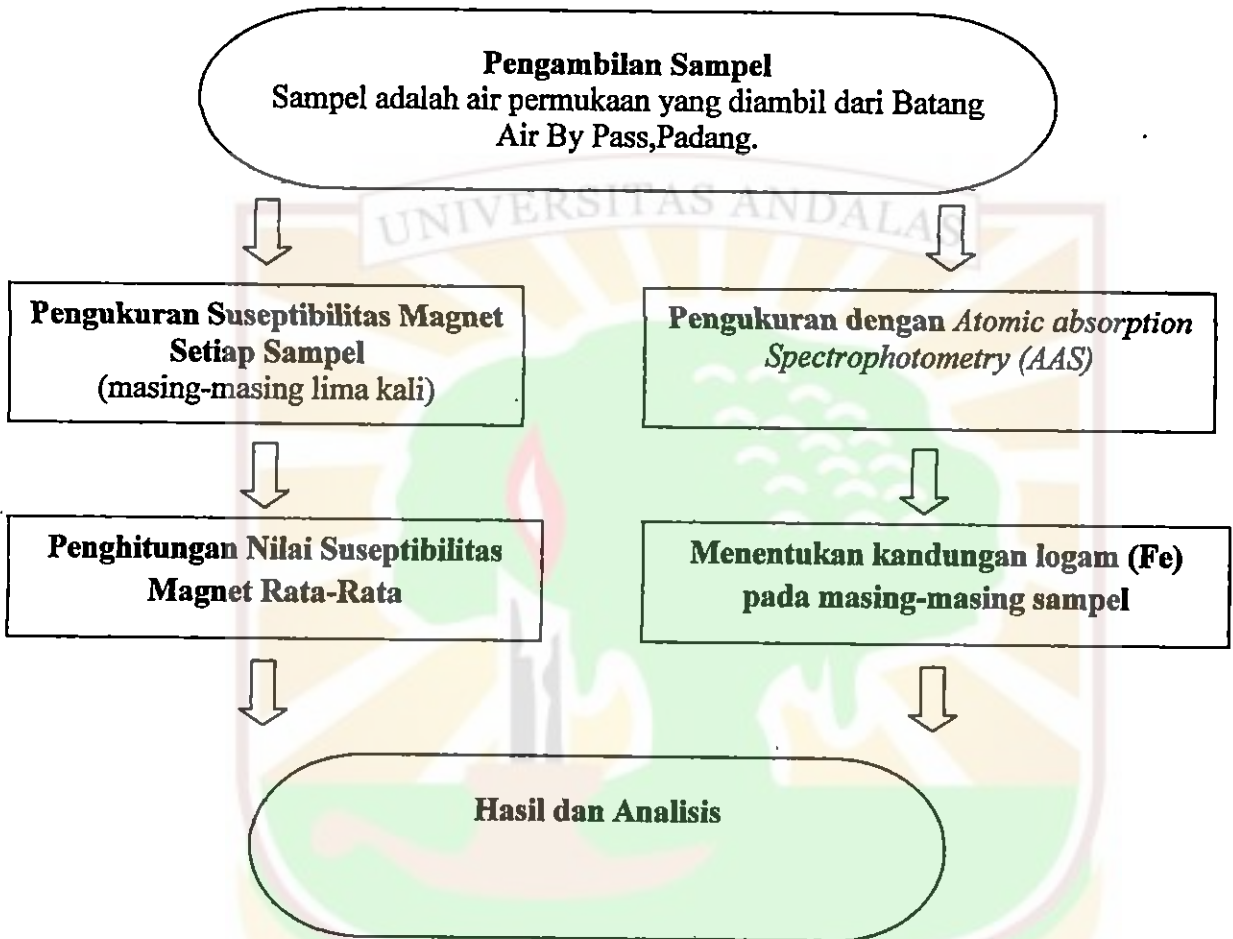 Pengambilan Sampel
Sampel adalah air permukaan yang diambil dari Batang
Air By Pass,Padang.
UNIVERSITAS ANDALAS
Pengukuran Suseptibilitas Magnet
Setiap Sampel
(masing-masing lima kali)
Pengukuran dengan Atomic absorption
Spectrophotometry (AAS)
Penghitungan Nilai Suseptibilitas
Magnet Rata-Rata
Menentukan kandungan logam (Fe)
pada masing-masing sampel
Hasil dan Analisis